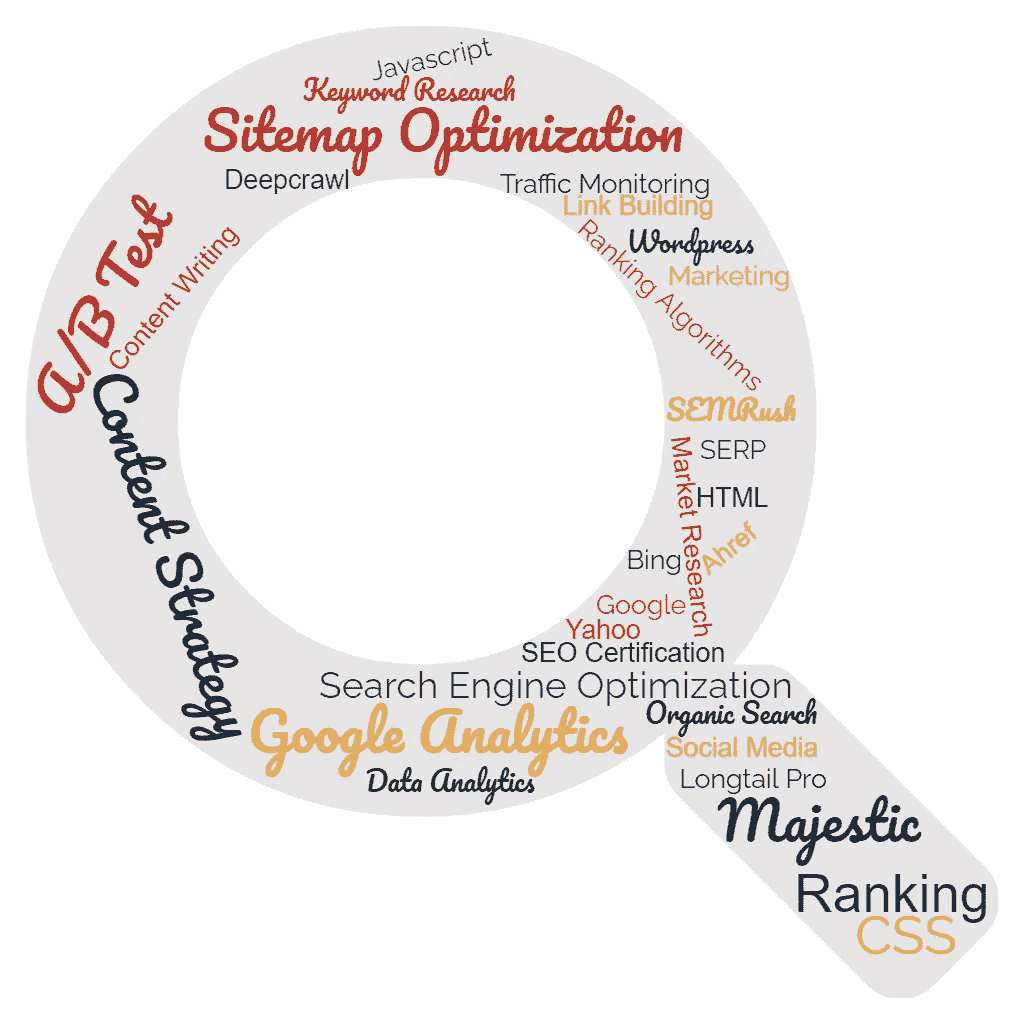 Javascript
Keyword Research
Sitemap Optimization
Deepcrawl
Traffic Monitoring
Link Building
Wordpress
Ranking Algorithms
Marketing
A/B Test
Content Writing
Content Strategy
SEMRush
SERP
Market Research
HTML
Ahref
Bing
Google
Yahoo
SEO Certification
Search Engine Optimization
Organic Search
Google Analytics
Social Media
Data Analytics
Longtail Pro
Majestic
Ranking
CSS